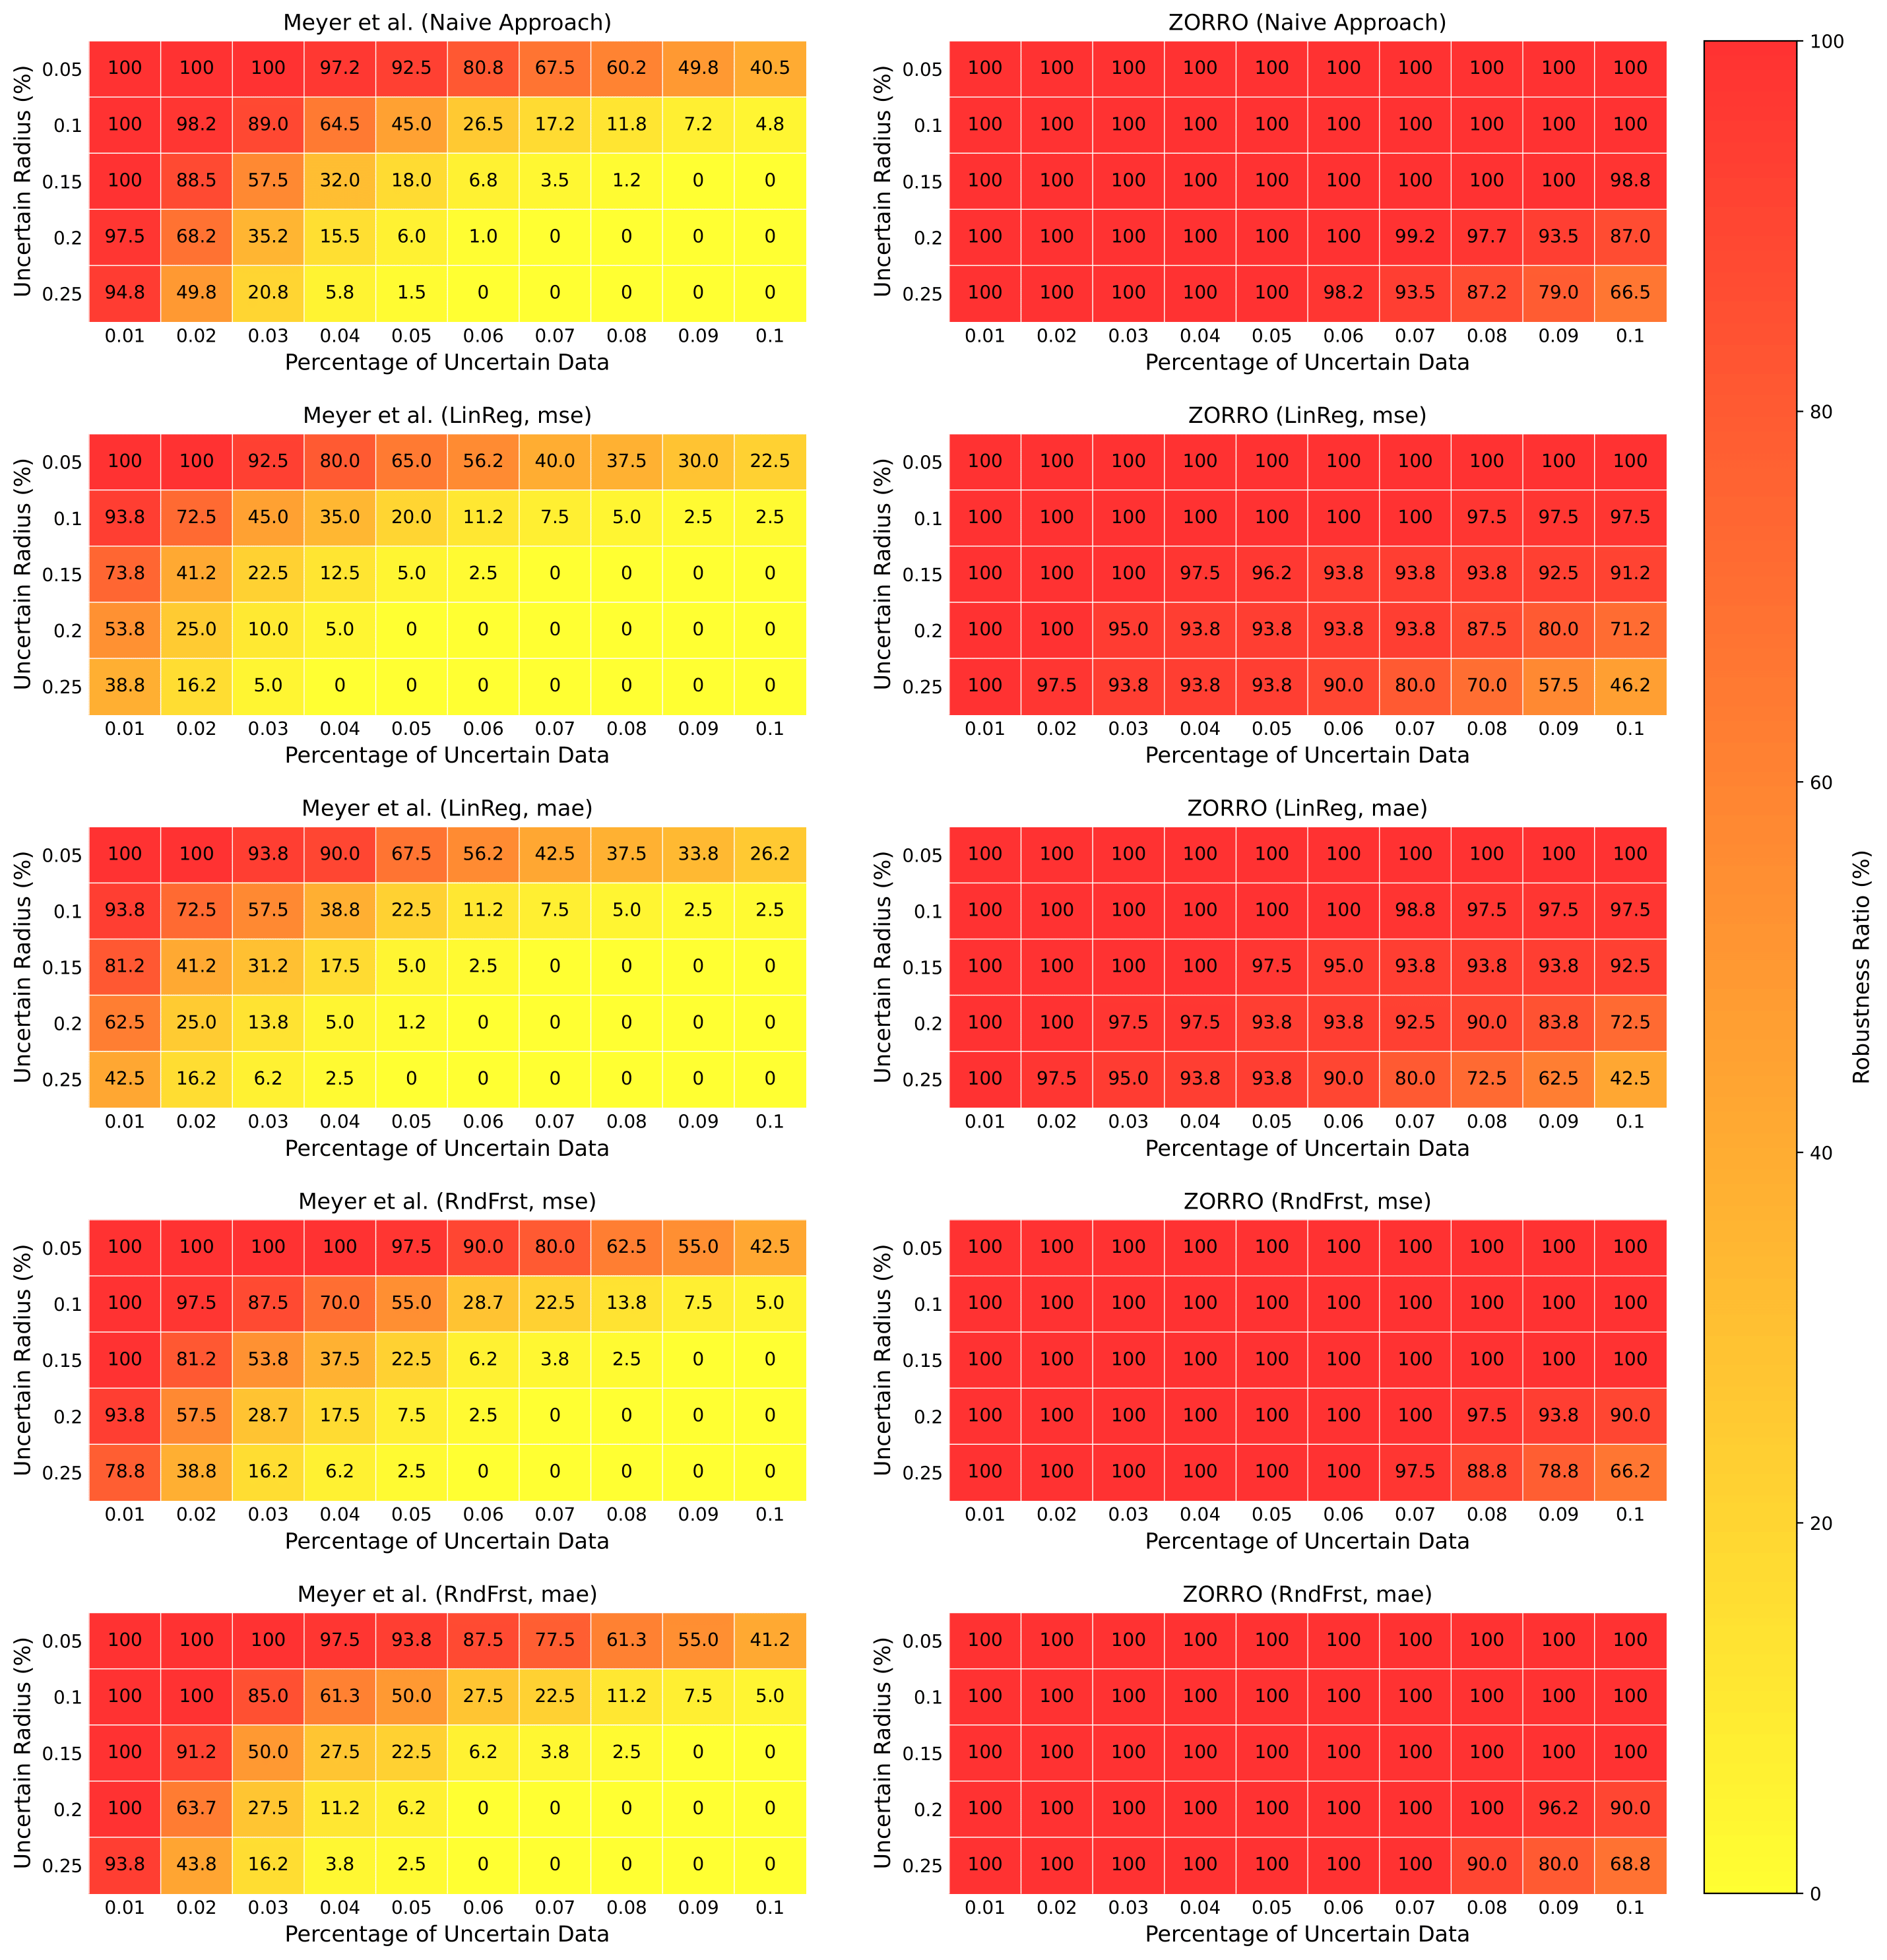 Meyer et al. (Naive Approach)
Uncertain Radius (%)
0.05 100 100 100 97.2 92.5 80.8 67.5 60.2 49.8 40.5
0.1 100 98.2 89.0 64.5 45.0 26.5 17.2 11.8 7.2 4.8
0.15 100 88.5 57.5 32.0 18.0 6.8 3.5 1.2 0 0
0.2 97.5 68.2 35.2 15.5 6.0 1.0 0 0 0 0
0.25 94.8 49.8 20.8 5.8 1.5 0 0 0 0 0
0.01 0.02 0.03 0.04 0.05 0.06 0.07 0.08 0.09 0.1
Percentage of Uncertain Data
ZORRO (Naive Approach)
Uncertain Radius (%)
0.05 100 100 100 100 100 100 100 100 100 100
0.1 100 100 100 100 100 100 100 100 100 100
0.15 100 100 100 100 100 100 100 100 100 98.8
0.2 100 100 100 100 100 100 99.2 97.7 93.5 87.0
0.25 100 100 100 100 100 98.2 93.5 87.2 79.0 66.5
0.01 0.02 0.03 0.04 0.05 0.06 0.07 0.08 0.09 0.1
Percentage of Uncertain Data
Meyer et al. (LinReg, mse)
Uncertain Radius (%)
0.05 100 100 92.5 80.0 65.0 56.2 40.0 37.5 30.0 22.5
0.1 93.8 72.5 45.0 35.0 20.0 11.2 7.5 5.0 2.5 2.5
0.15 73.8 41.2 22.5 12.5 5.0 2.5 0 0 0 0
0.2 53.8 25.0 10.0 5.0 0 0 0 0 0 0
0.25 38.8 16.2 5.0 0 0 0 0 0 0 0
0.01 0.02 0.03 0.04 0.05 0.06 0.07 0.08 0.09 0.1
Percentage of Uncertain Data
ZORRO (LinReg, mse)
Uncertain Radius (%)
0.05 100 100 100 100 100 100 100 100 100 100
0.1 100 100 100 100 100 100 100 97.5 97.5 97.5
0.15 100 100 100 97.5 96.2 93.8 93.8 93.8 92.5 91.2
0.2 100 100 95.0 93.8 93.8 93.8 93.8 87.5 80.0 71.2
0.25 100 97.5 93.8 93.8 93.8 90.0 80.0 70.0 57.5 46.2
0.01 0.02 0.03 0.04 0.05 0.06 0.07 0.08 0.09 0.1
Percentage of Uncertain Data
Meyer et al. (LinReg, mae)
Uncertain Radius (%)
0.05 100 100 93.8 90.0 67.5 56.2 42.5 37.5 33.8 26.2
0.1 93.8 72.5 57.5 38.8 22.5 11.2 7.5 5.0 2.5 2.5
0.15 81.2 41.2 31.2 17.5 5.0 2.5 0 0 0 0
0.2 62.5 25.0 13.8 5.0 1.2 0 0 0 0 0
0.25 42.5 16.2 6.2 2.5 0 0 0 0 0 0
0.01 0.02 0.03 0.04 0.05 0.06 0.07 0.08 0.09 0.1
Percentage of Uncertain Data
ZORRO (LinReg, mae)
Uncertain Radius (%)
0.05 100 100 100 100 100 100 100 100 100 100
0.1 100 100 100 100 100 100 98.8 97.5 97.5 97.5
0.15 100 100 100 100 97.5 95.0 93.8 93.8 93.8 92.5
0.2 100 100 97.5 97.5 93.8 93.8 92.5 90.0 83.8 72.5
0.25 100 97.5 95.0 93.8 93.8 90.0 80.0 72.5 62.5 42.5
0.01 0.02 0.03 0.04 0.05 0.06 0.07 0.08 0.09 0.1
Percentage of Uncertain Data
Meyer et al. (RndFrst, mse)
Uncertain Radius (%)
0.05 100 100 100 100 97.5 90.0 80.0 62.5 55.0 42.5
0.1 100 97.5 87.5 70.0 55.0 28.7 22.5 13.8 7.5 5.0
0.15 100 81.2 53.8 37.5 22.5 6.2 3.8 2.5 0 0
0.2 93.8 57.5 28.7 17.5 7.5 2.5 0 0 0 0
0.25 78.8 38.8 16.2 6.2 2.5 0 0 0 0 0
0.01 0.02 0.03 0.04 0.05 0.06 0.07 0.08 0.09 0.1
Percentage of Uncertain Data
ZORRO (RndFrst, mse)
Uncertain Radius (%)
0.05 100 100 100 100 100 100 100 100 100 100
0.1 100 100 100 100 100 100 100 100 100 100
0.15 100 100 100 100 100 100 100 100 100 100
0.2 100 100 100 100 100 100 100 97.5 93.8 90.0
0.25 100 100 100 100 100 100 97.5 88.8 78.8 66.2
0.01 0.02 0.03 0.04 0.05 0.06 0.07 0.08 0.09 0.1
Percentage of Uncertain Data
Meyer et al. (RndFrst, mae)
Uncertain Radius (%)
0.05 100 100 100 97.5 93.8 87.5 77.5 61.3 55.0 41.2
0.1 100 100 85.0 61.3 50.0 27.5 22.5 11.2 7.5 5.0
0.15 100 91.2 50.0 27.5 22.5 6.2 3.8 2.5 0 0
0.2 100 63.7 27.5 11.2 6.2 0 0 0 0 0
0.25 93.8 43.8 16.2 3.8 2.5 0 0 0 0 0
0.01 0.02 0.03 0.04 0.05 0.06 0.07 0.08 0.09 0.1
Percentage of Uncertain Data
ZORRO (RndFrst, mae)
Uncertain Radius (%)
0.05 100 100 100 100 100 100 100 100 100 100
0.1 100 100 100 100 100 100 100 100 100 100
0.15 100 100 100 100 100 100 100 100 100 100
0.2 100 100 100 100 100 100 100 100 96.2 90.0
0.25 100 100 100 100 100 100 100 90.0 80.0 68.8
0.01 0.02 0.03 0.04 0.05 0.06 0.07 0.08 0.09 0.1
Percentage of Uncertain Data
100
80
60
40
20
0
Robustness Ratio (%)